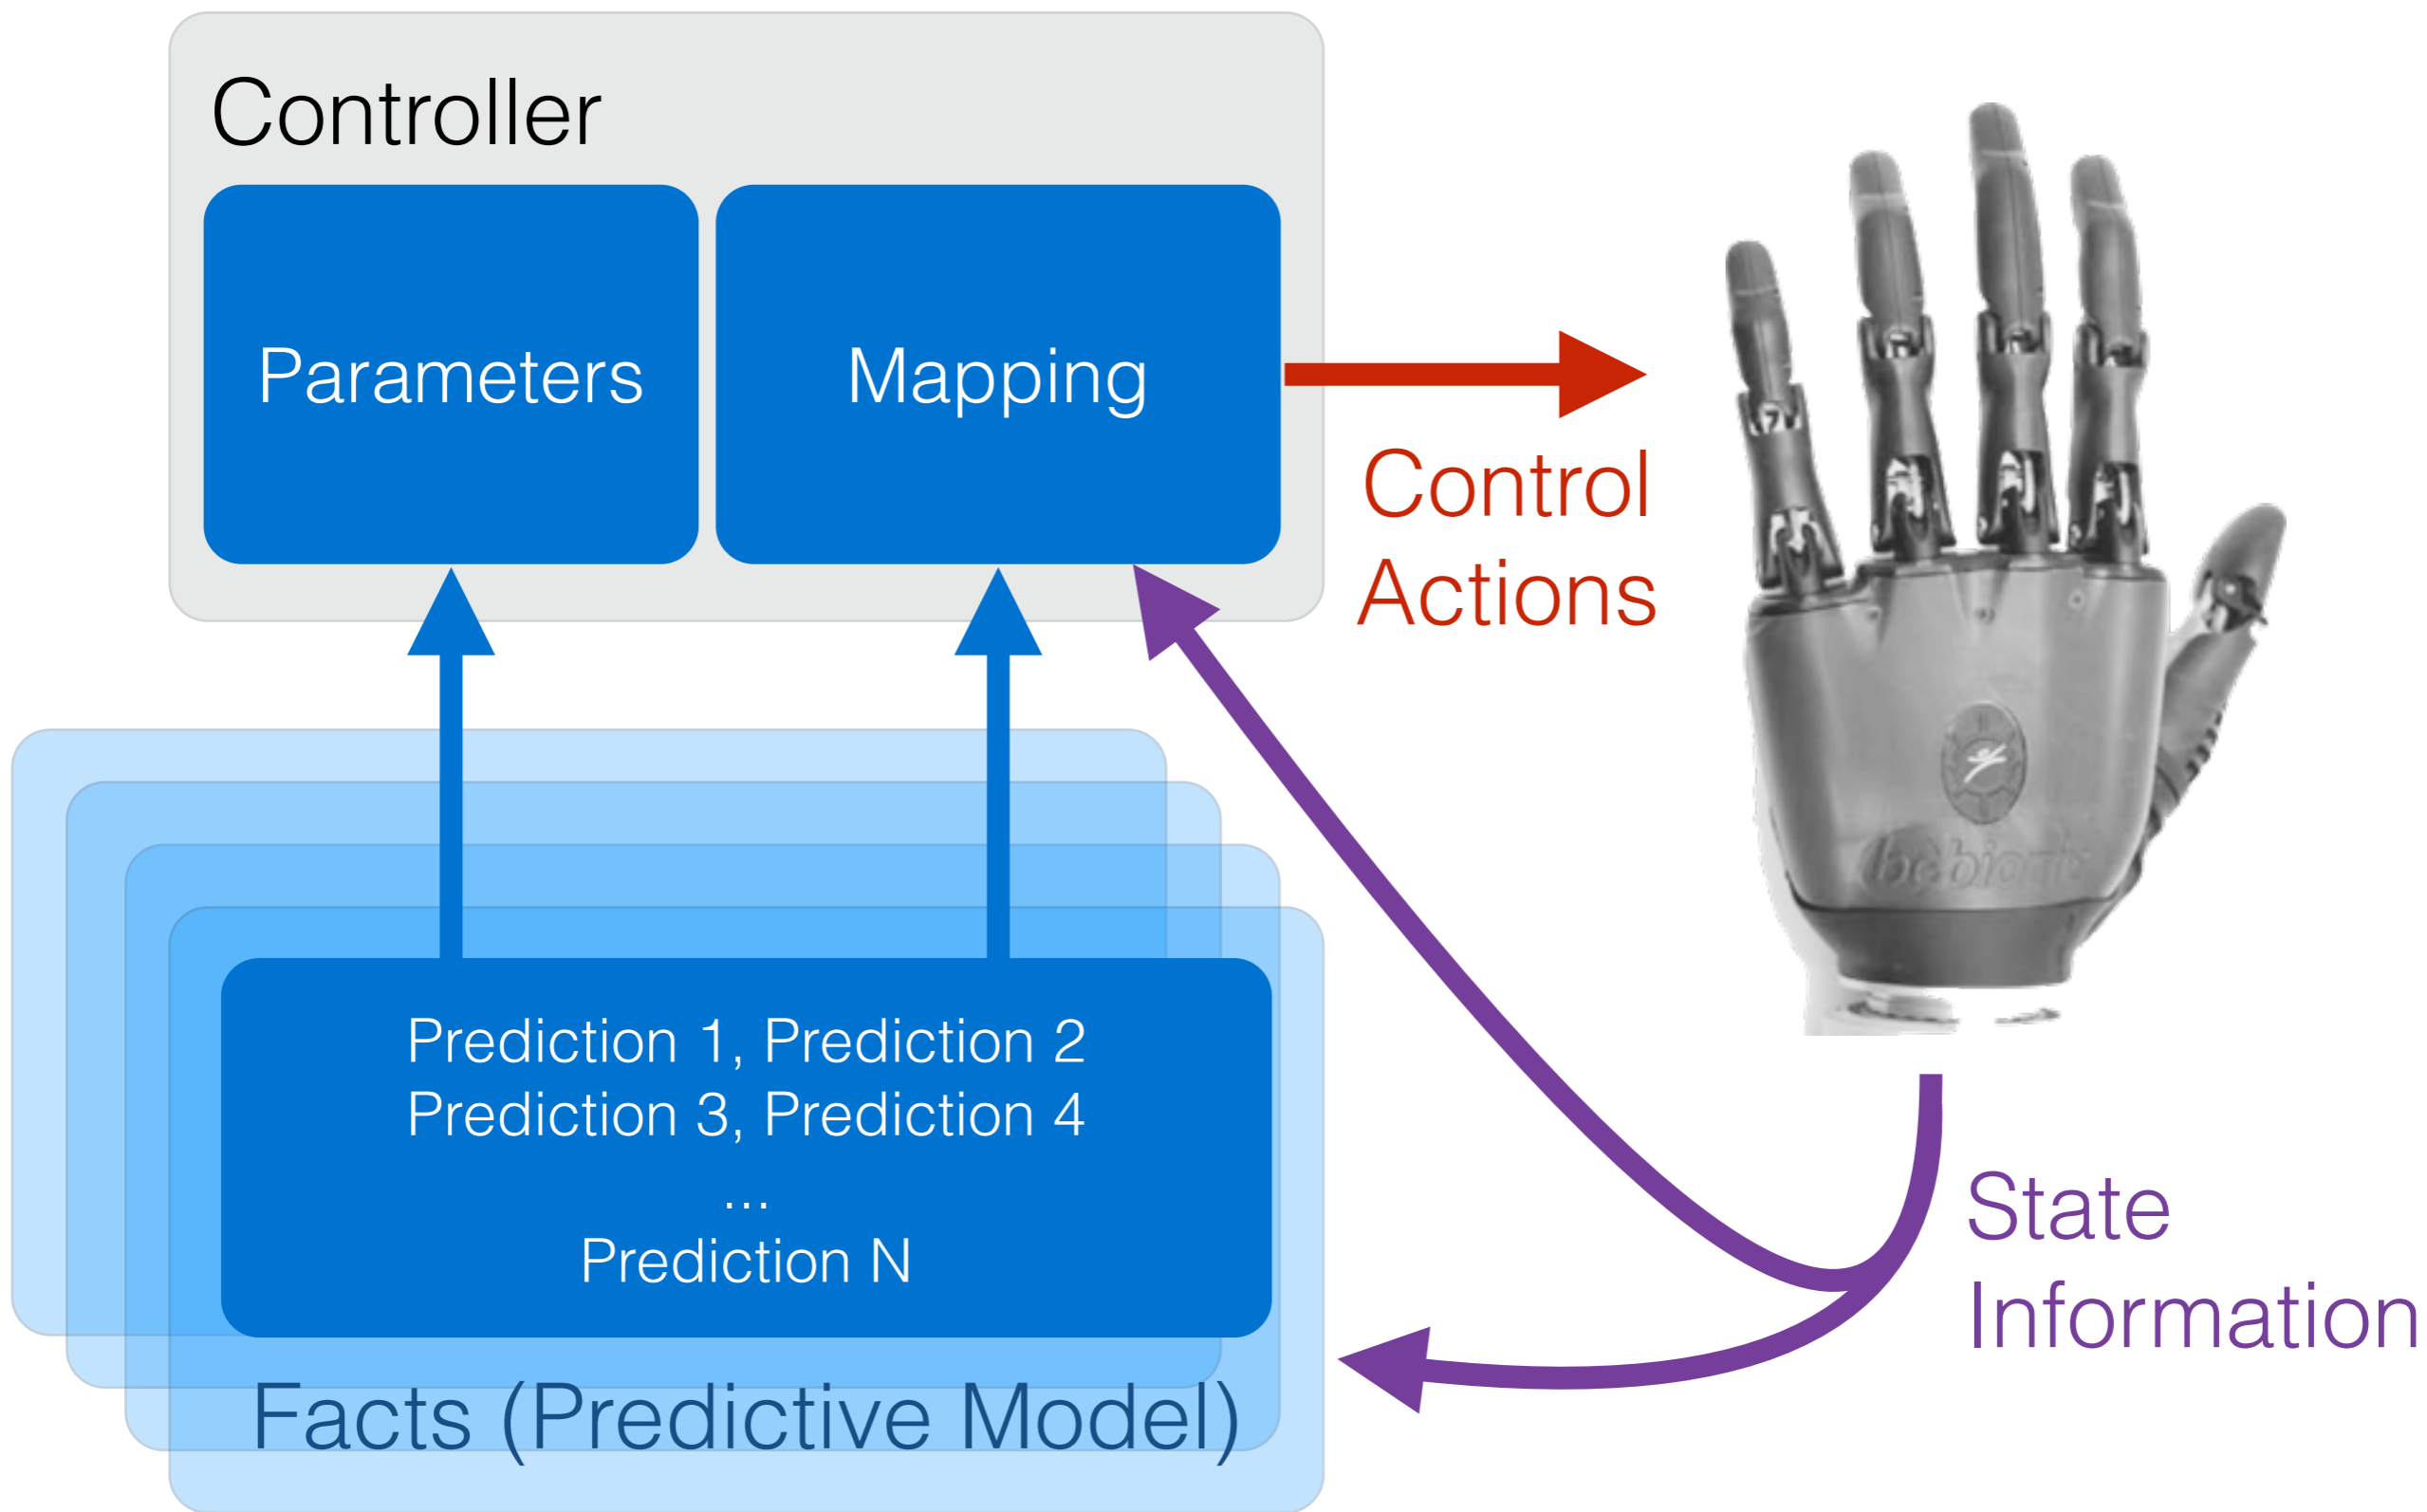 Controller
Parameters
Mapping
Control
Actions
bebionic
Prediction 1, Prediction 2
Prediction 3, Prediction 4
...
Prediction N
Facts (Predictive Model)
State
Information